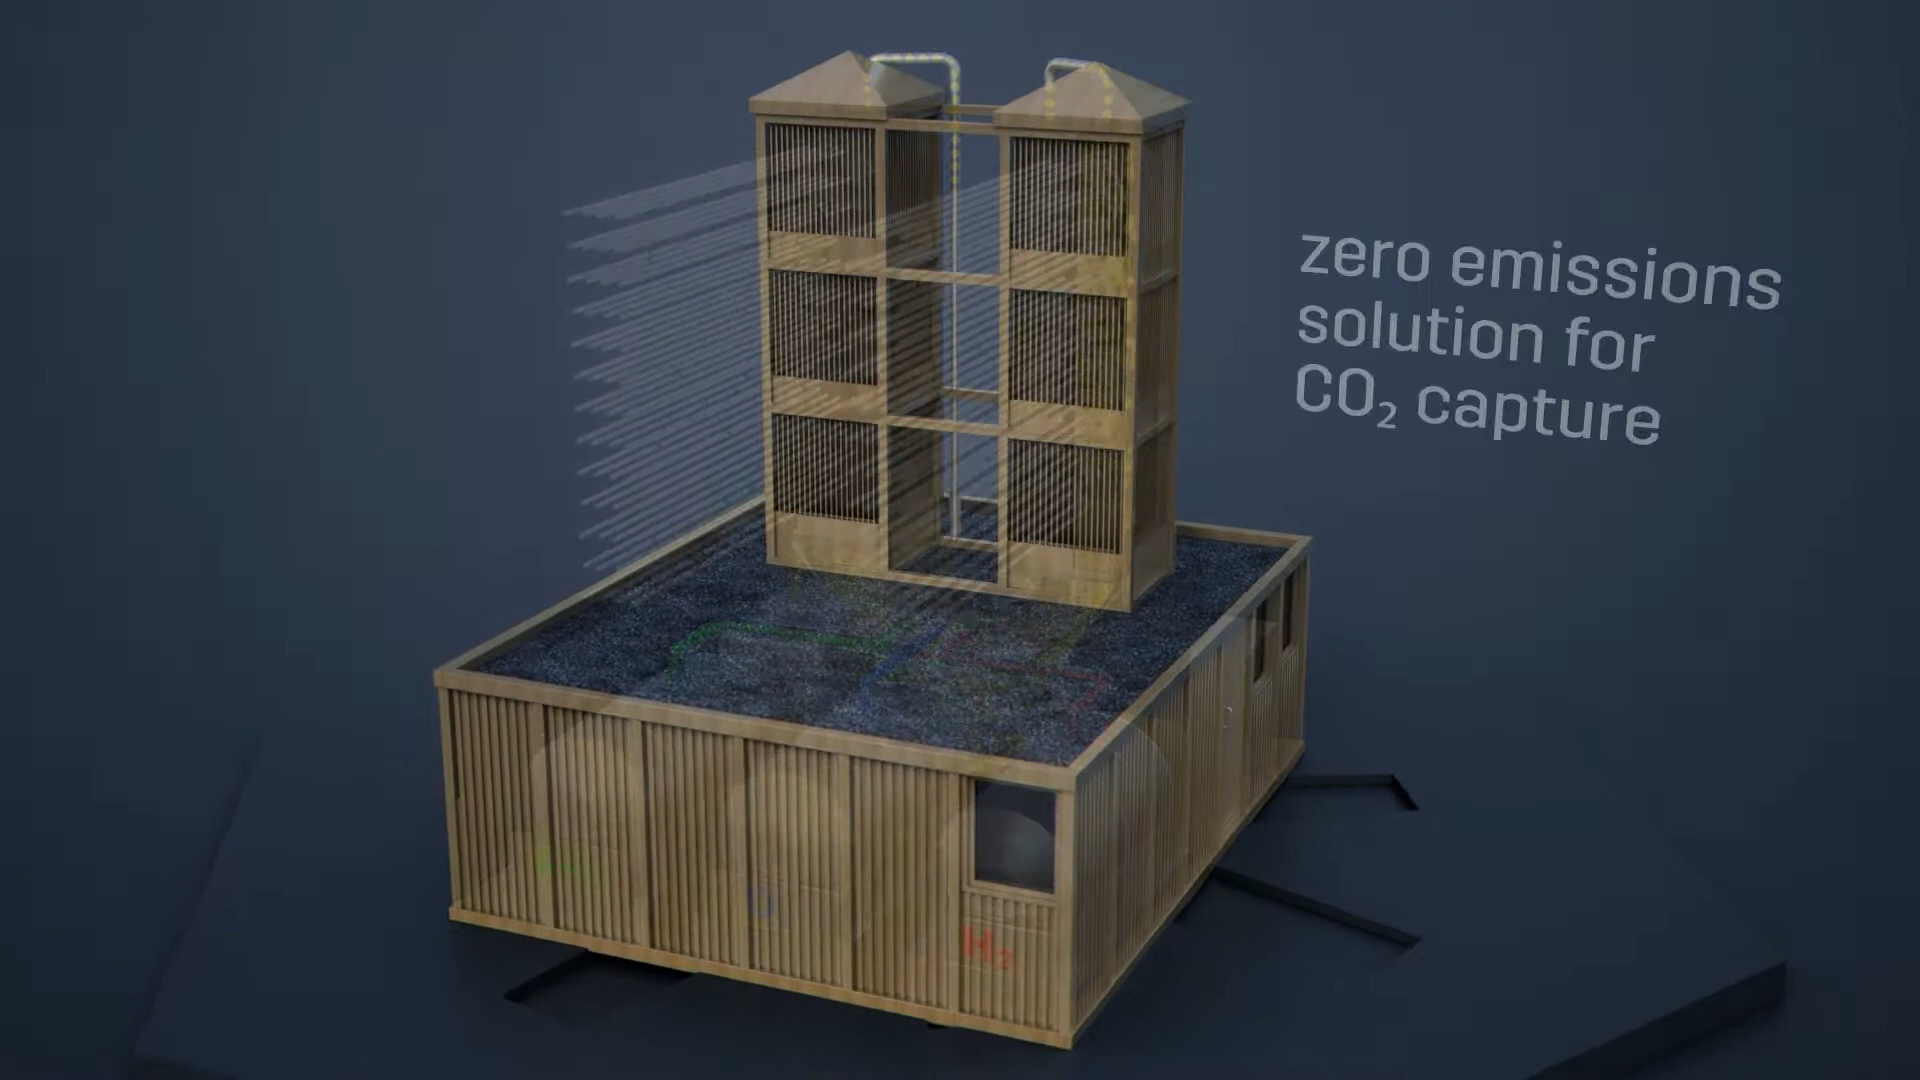 zero emissions
solution for
CO₂ capture
H₂